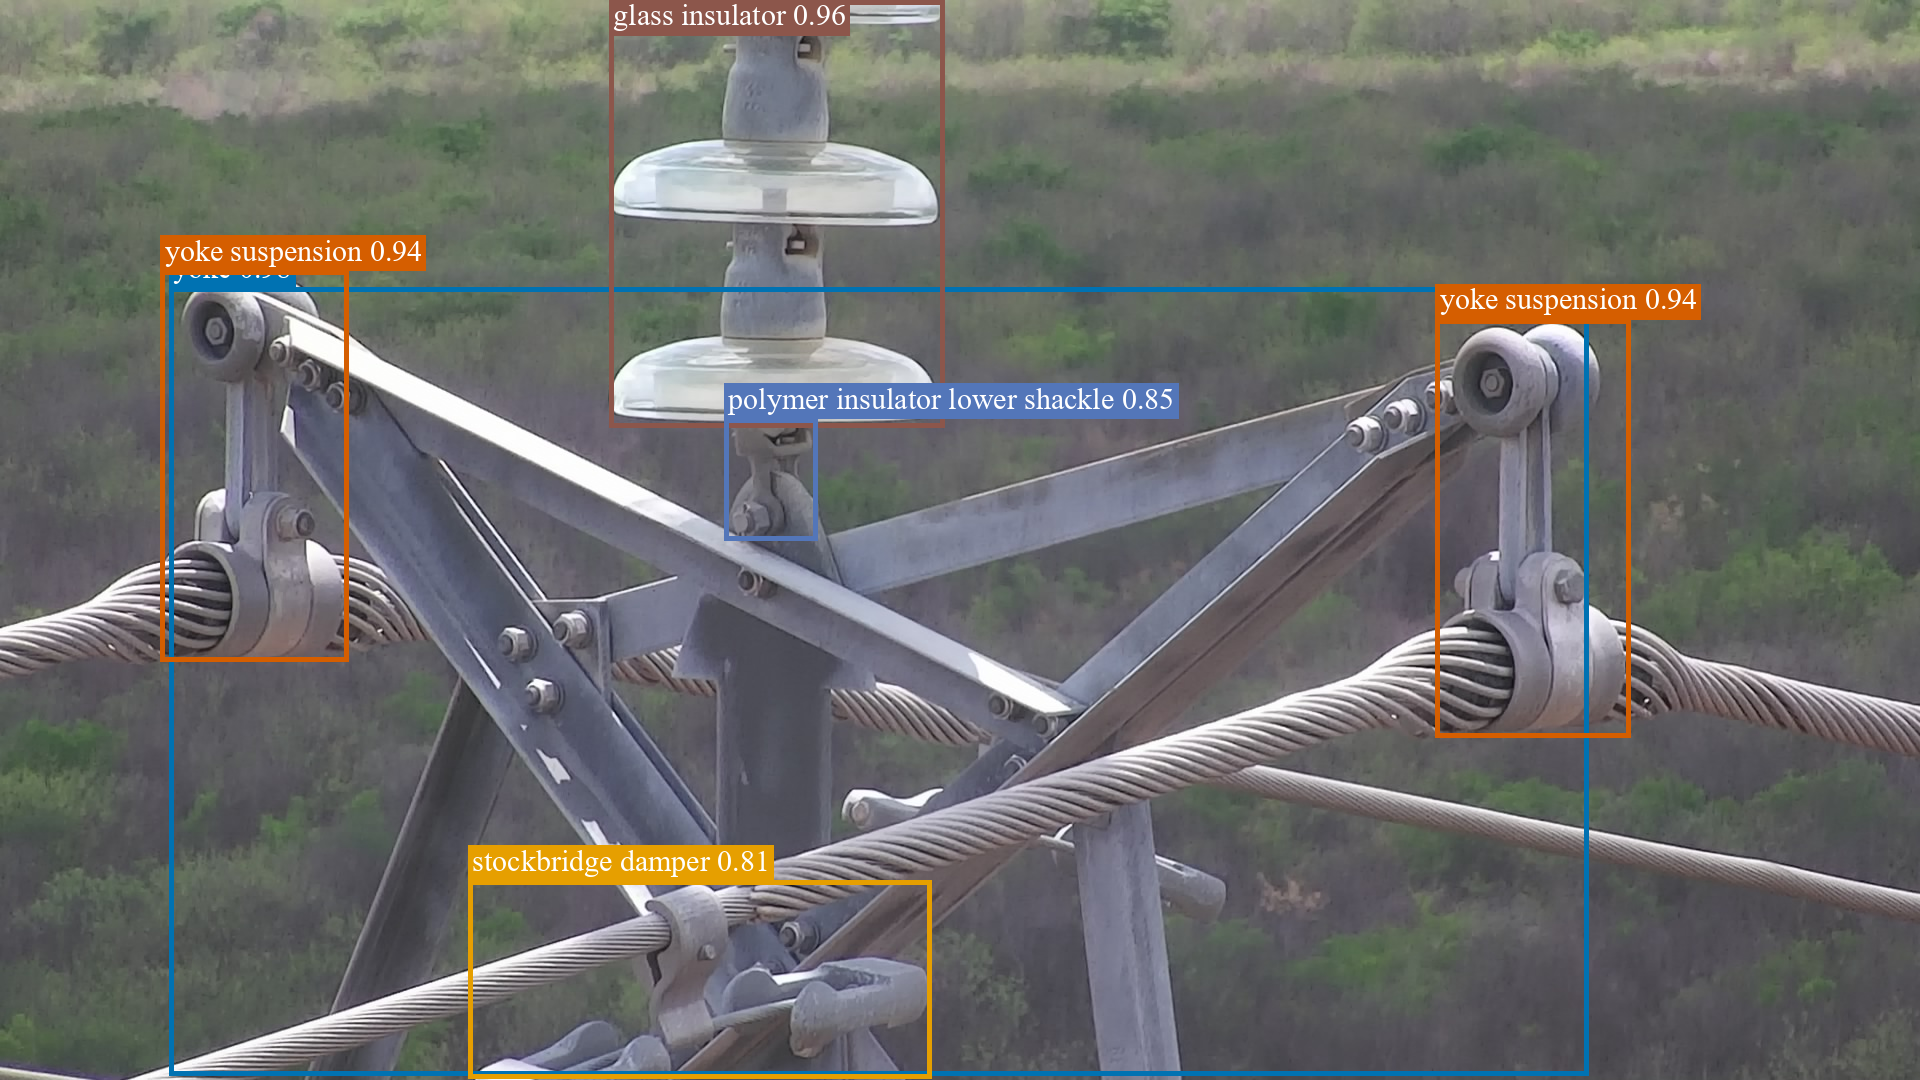 glass insulator 0.96
yoke suspension 0.94
yoke
yoke suspension 0.94
polymer insulator lower shackle 0.85
stockbridge damper 0.81